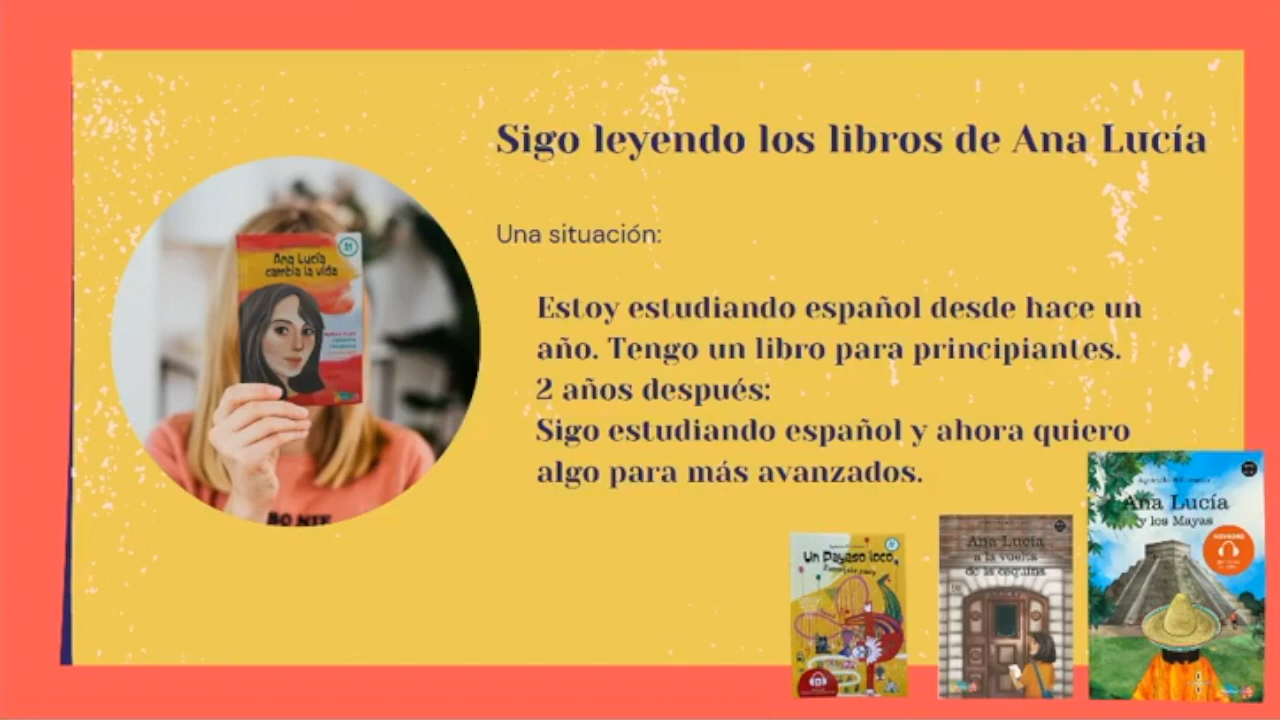 Sigo leyendo los libros de Ana Lucía
Una situación:
Estoy estudiando español desde hace un
año. Tengo un libro para principiantes.
2 años después:
Sigo estudiando español y ahora quiero
algo para más avanzados.
Ana Lucía
cambia la vida
BO NIE
Un Payaso loco
Ana Lucía
a la vuelta
de la esquina
Ana Lucía
y los Mayas